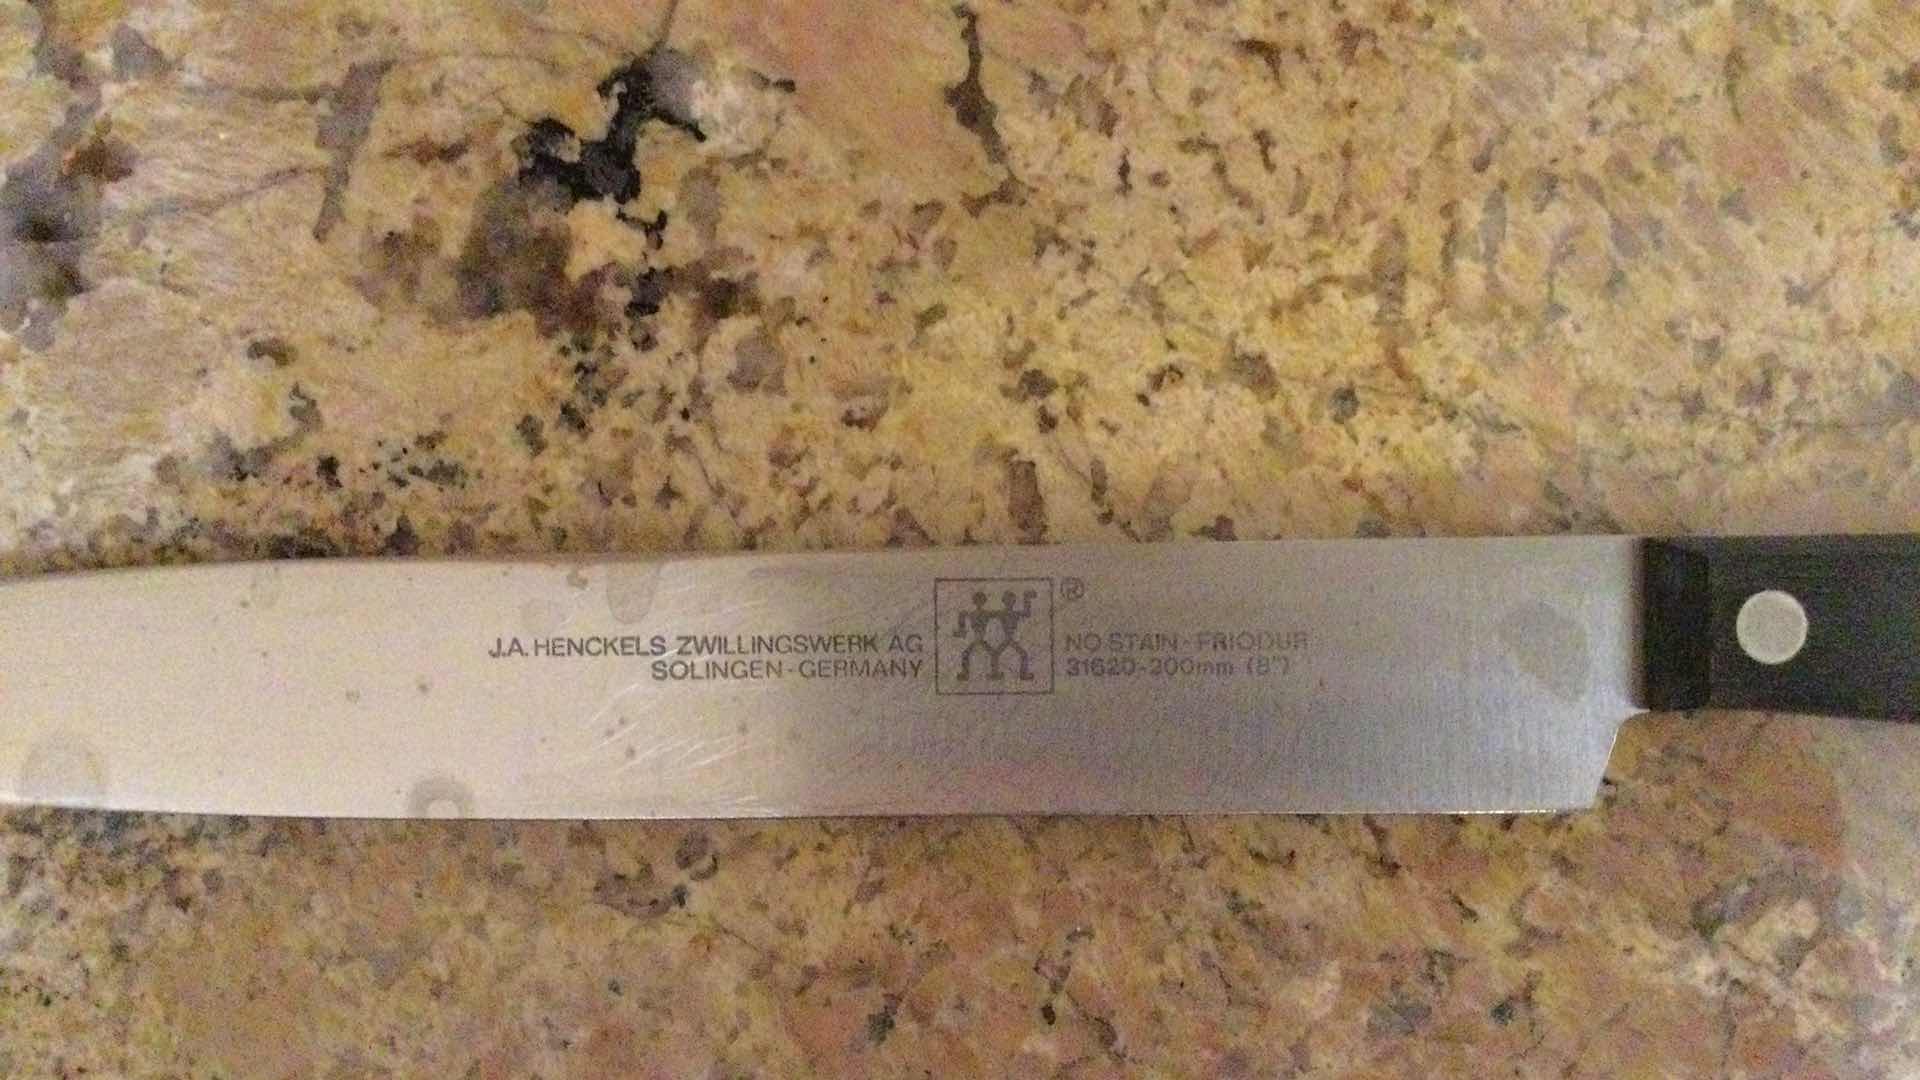 J.A. HENCKELS ZWILLINGSWERK AG
SOLINGEN - GERMANY
®
NO STAIN - FRIODUR
31620-200mm (8")